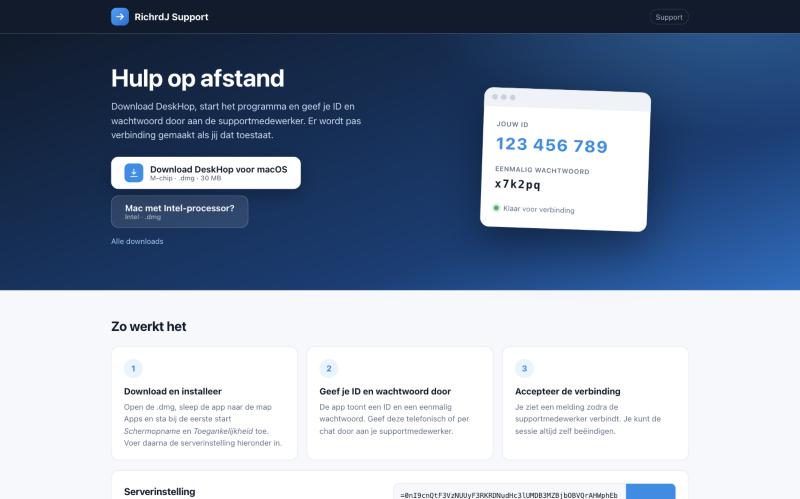 RichrdJ Support
Support
Hulp op afstand
Download DeskHop, start het programma en geef je ID en
wachtwoord door aan de supportmedewerker. Er wordt pas
verbinding gemaakt als jij dat toestaat.
Download DeskHop voor macOS
M-chip · .dmg · 30 MB
Mac met Intel-processor?
Intel · .dmg
Alle downloads
JOUW ID
123 456 789
EENMALIG WACHTWOORD
x7k2pq
Klaar voor verbinding
Zo werkt het
1
Download en installeer
Open de .dmg, sleep de app naar de map
Apps en sta bij de eerste start
Schermopname en Toegankelijkheid toe.
Voer daarna de serverinstelling hieronder in.
2
Geef je ID en wachtwoord door
De app toont een ID en een eenmalig
wachtwoord. Geef deze telefonisch of per
chat door aan je supportmedewerker.
3
Accepteer de verbinding
Je ziet een melding zodra de
supportmedewerker verbindt. Je kunt de
sessie altijd zelf beëindigen.
Serverinstelling